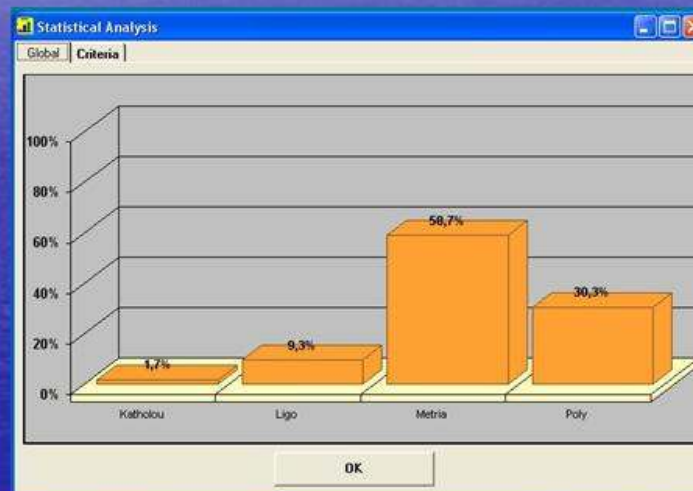 Statistical Analysis
Global Criteria
100%
80%
60%
40%
20%
0%
58,7%
30,3%
9,3%
1,7%
Katholou Ligo Metria Poly
OK